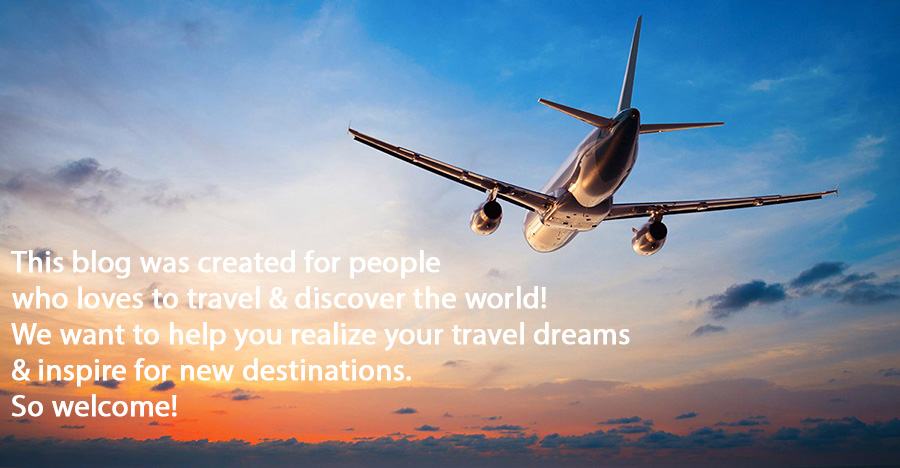 This blog was created for people
who loves to travel & discover the world!
We want to help you realize your travel dreams
& inspire for new destinations.
So welcome!